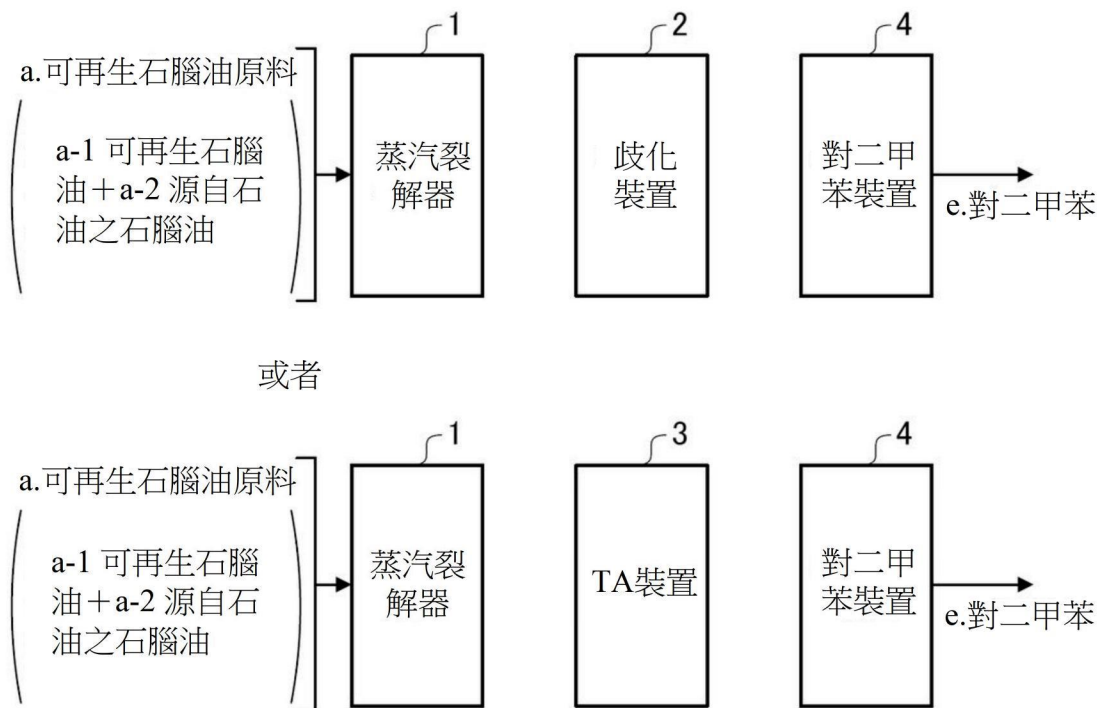 1
2
4
a.可再生石腦油原料
a-1 可再生石腦
油＋a-2 源自石
油之石腦油
蒸汽裂
解器
歧化
裝置
對二甲
苯裝置
e.對二甲苯
或者
1
3
4
a.可再生石腦油原料
a-1 可再生石腦
油＋a-2 源自石
油之石腦油
蒸汽裂
解器
TA裝置
對二甲
苯裝置
e.對二甲苯